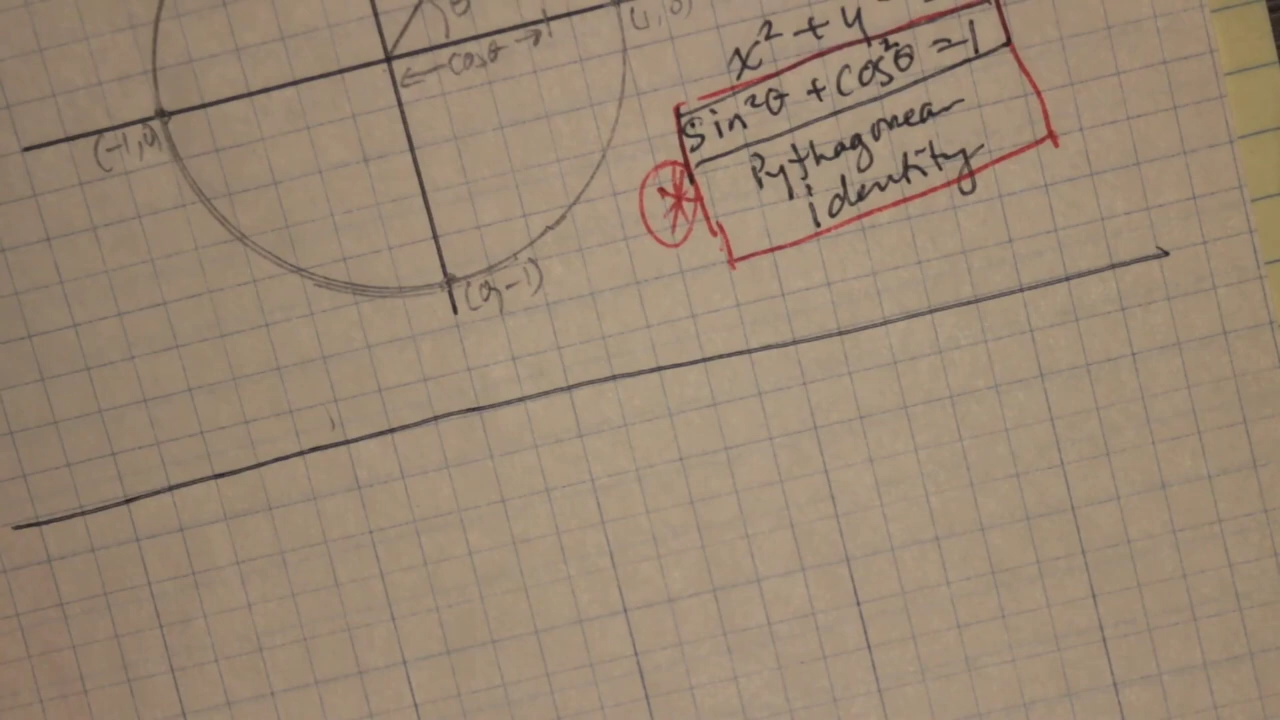 θ
(1,0)
← cosθ →
x² + y
sin²θ + cos²θ = 1
(-1,0)
Pythagorean
identity
(0,-1)